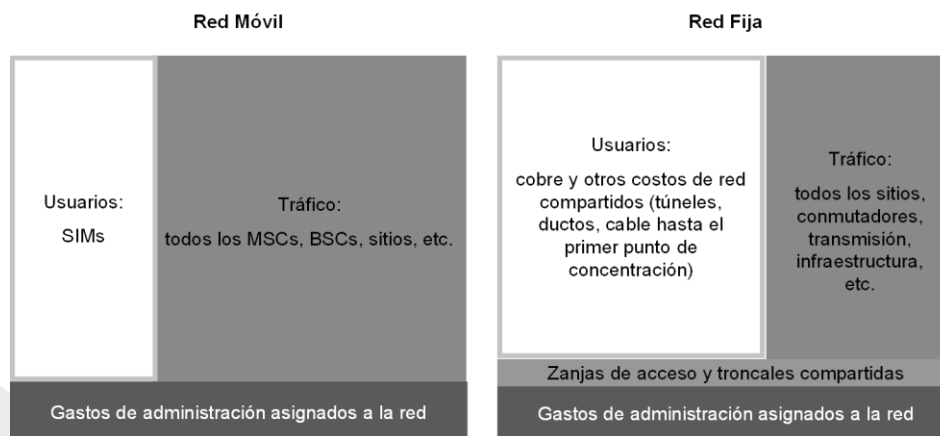 Red Móvil
Usuarios:
SIMs
Tráfico:
todos los MSCs, BSCs, sitios, etc.
Gastos de administración asignados a la red
Red Fija
Usuarios:
cobre y otros costos de red
compartidos (túneles,
ductos, cable hasta el
primer punto de
concentración)
Tráfico:
todos los sitios,
conmutadores,
transmisión,
infraestructura,
etc.
Zanjas de acceso y troncales compartidas
Gastos de administración asignados a la red